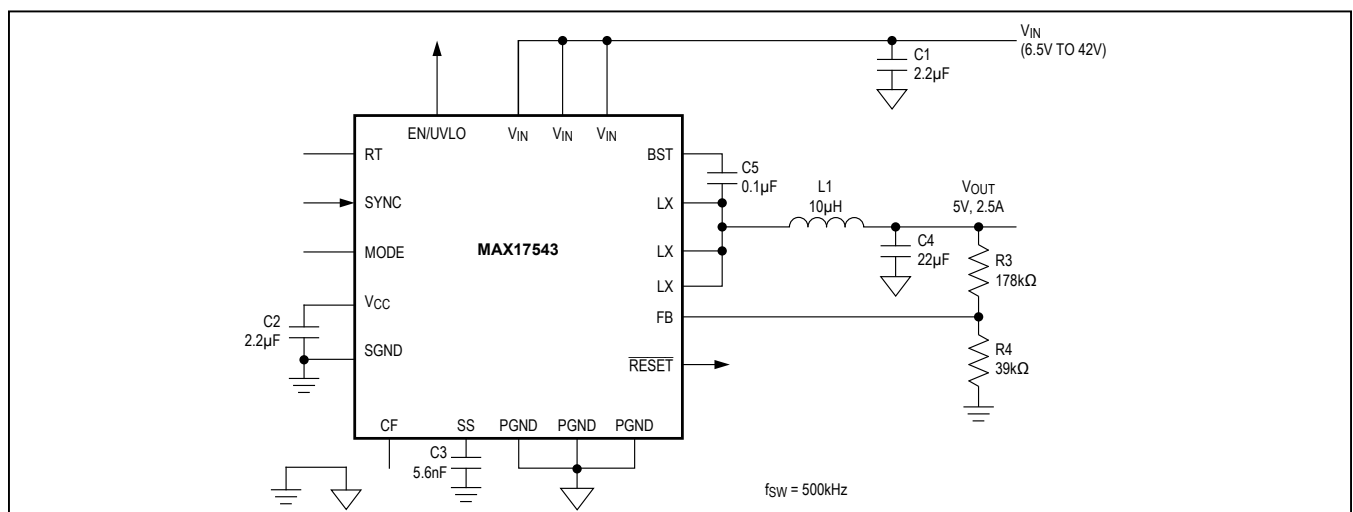 VIN
(6.5V TO 42V)
C1
2.2µF
EN/UVLO
VIN
VIN
VIN
RT
BST
C5
0.1µF
SYNC
LX
L1
10µH
VOUT
5V, 2.5A
MODE
MAX17543
LX
C4
22µF
R3
178kΩ
LX
VCC
C2
2.2µF
FB
SGND
RESET
R4
39kΩ
CF
SS
PGND
PGND
PGND
C3
5.6nF
fSW = 500kHz